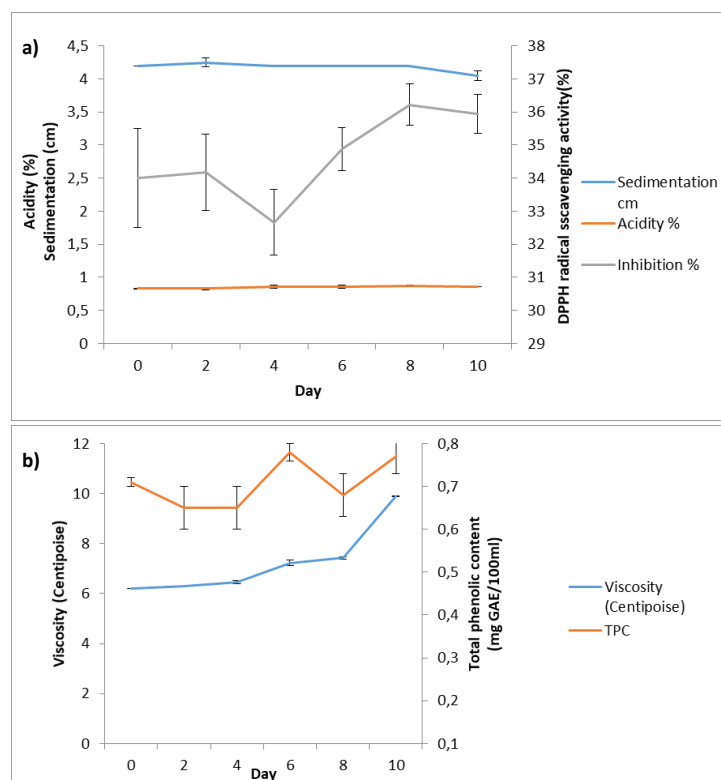 a)
4,5
4
3,5
3
2,5
2
1,5
1
0,5
0
Acidity (%)
Sedimentation (cm)
38
37
36
35
34
33
32
31
30
29
DPPH radical sscavenging activity(%)
0 2 4 6 8 10
Day
Sedimentation
cm
Acidity %
Inhibition %
b)
12
10
8
6
4
2
0
Viscosity (Centipoise)
0,8
0,7
0,6
0,5
0,4
0,3
0,2
0,1
Total phenolic content
(mg GAE/100ml)
0 2 4 6 8 10
Day
Viscosity
(Centipoise)
TPC